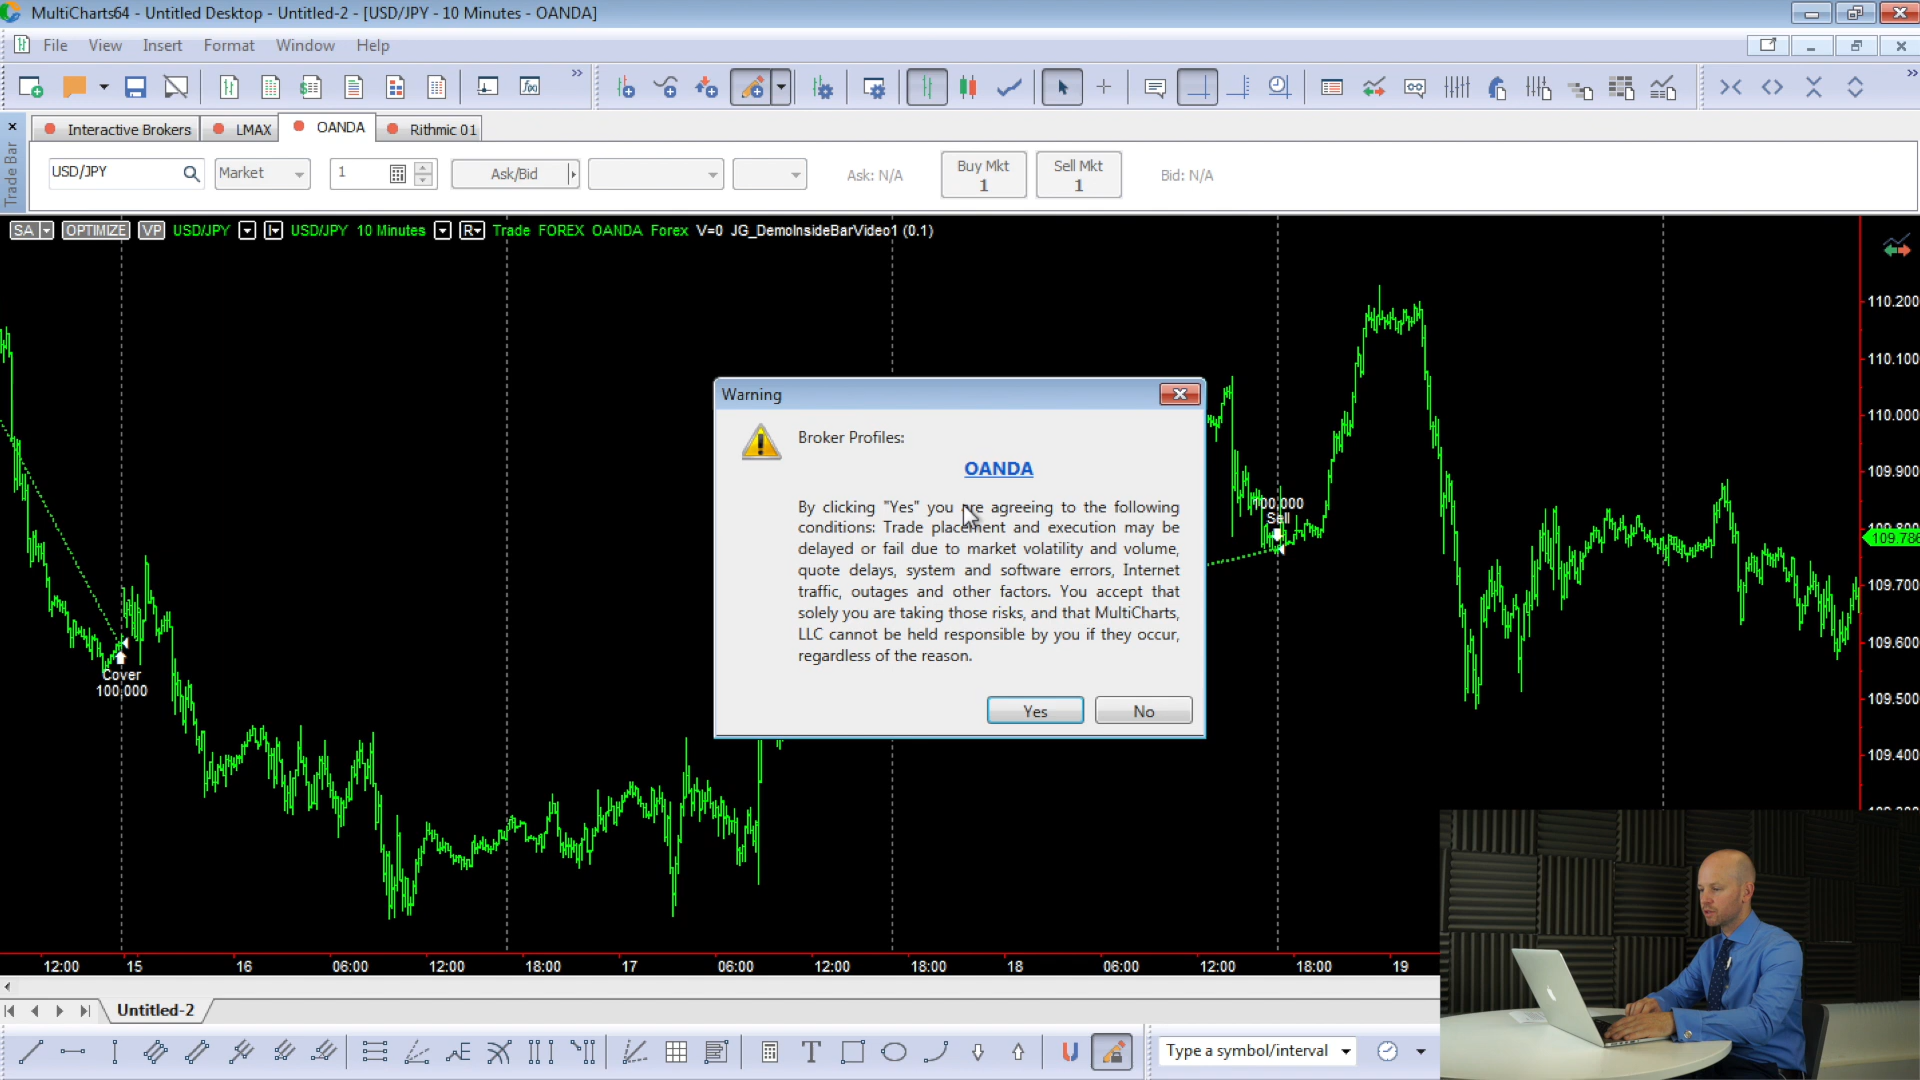 MultiCharts64 - Untitled Desktop - Untitled-2 - [USD/JPY - 10 Minutes - OANDA]
File View Insert Format Window Help
Interactive Brokers LMAX OANDA Rithmic 01
Trade Bar
USD/JPY Market 1 Ask/Bid Ask: N/A Buy Mkt 1 Sell Mkt 1 Bid: N/A
SA OPTIMIZE VP USD/JPY I USD/JPY 10 Minutes R Trade FOREX OANDA Forex V=0 JG_DemoInsideBarVideo1 (0.1)
110.200
110.100
110.000
109.900
109.786
109.700
109.600
109.500
109.400
Warning
Broker Profiles:
OANDA
By clicking "Yes" you are agreeing to the following
conditions: Trade placement and execution may be
delayed or fail due to market volatility and volume,
quote delays, system and software errors, Internet
traffic, outages and other factors. You accept that
solely you are taking those risks, and that MultiCharts,
LLC cannot be held responsible by you if they occur,
regardless of the reason.
Yes No
100,000
Sell
Cover
100,000
12:00 15 16 06:00 12:00 18:00 17 06:00 12:00 18:00 18 06:00 12:00 18:00 19
Untitled-2
Type a symbol/interval